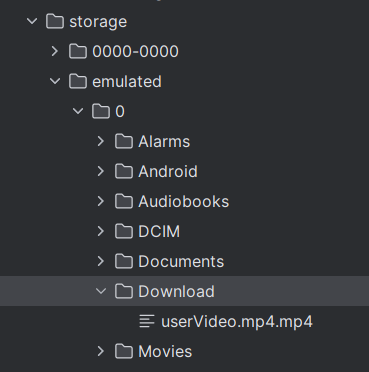 storage
0000-0000
emulated
0
Alarms
Android
Audiobooks
DCIM
Documents
Download
userVideo.mp4.mp4
Movies